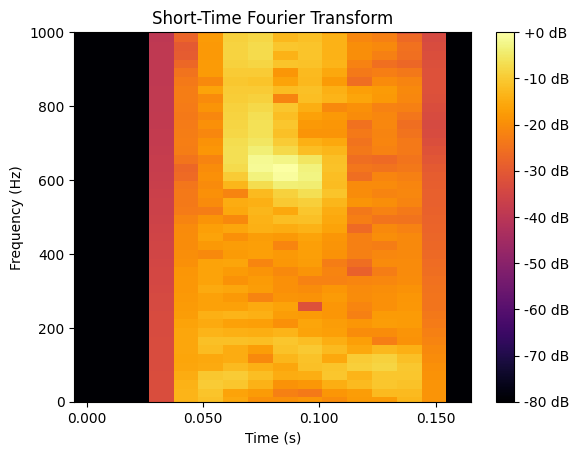 Short-Time Fourier Transform
1000
800
600
400
200
0
Frequency (Hz)
0.000
0.050
0.100
0.150
Time (s)
+0 dB
-10 dB
-20 dB
-30 dB
-40 dB
-50 dB
-60 dB
-70 dB
-80 dB